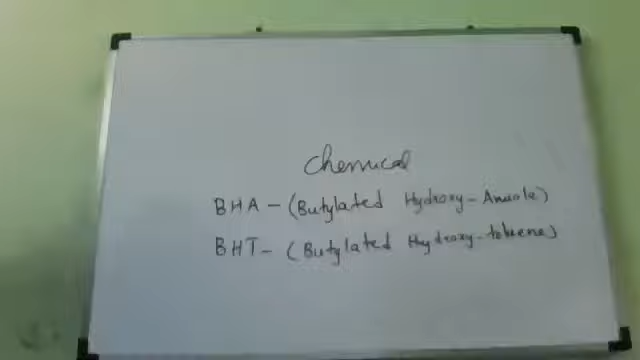 Chemical
BHA - (Butylated Hydroxy - Anisole)
BHT - (Butylated Hydroxy - toluene)